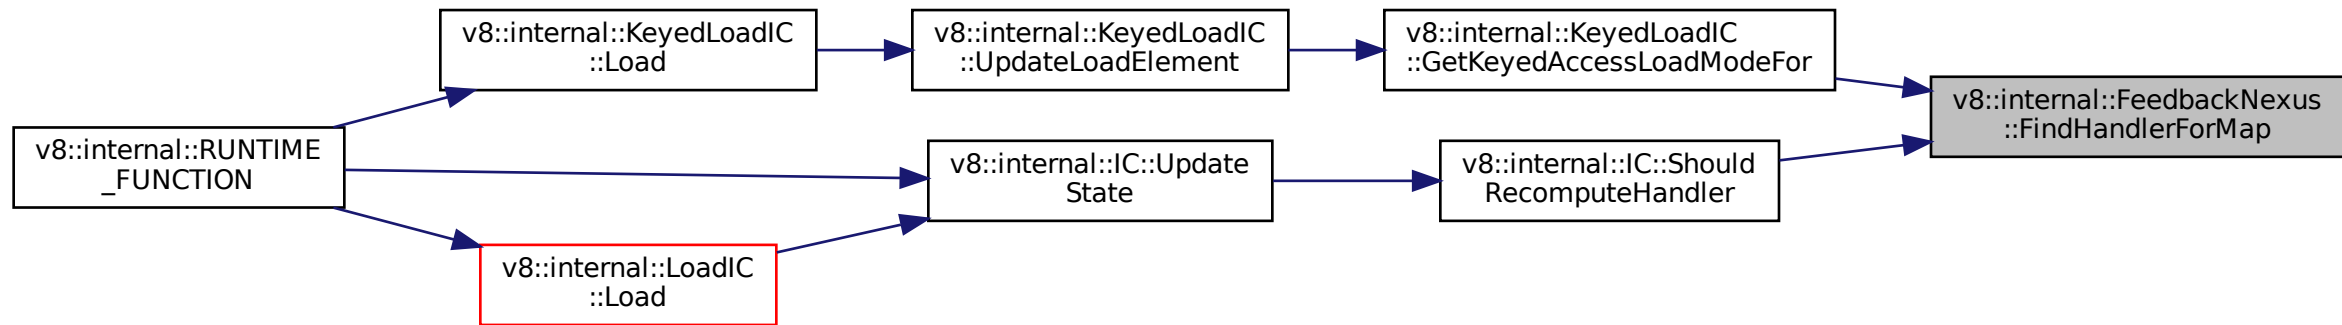 v8::internal::KeyedLoadIC
::Load
v8::internal::KeyedLoadIC
::UpdateLoadElement
v8::internal::KeyedLoadIC
::GetKeyedAccessLoadModeFor
v8::internal::FeedbackNexus
::FindHandlerForMap
v8::internal::RUNTIME
_FUNCTION
v8::internal::IC::Update
State
v8::internal::IC::Should
RecomputeHandler
v8::internal::LoadIC
::Load